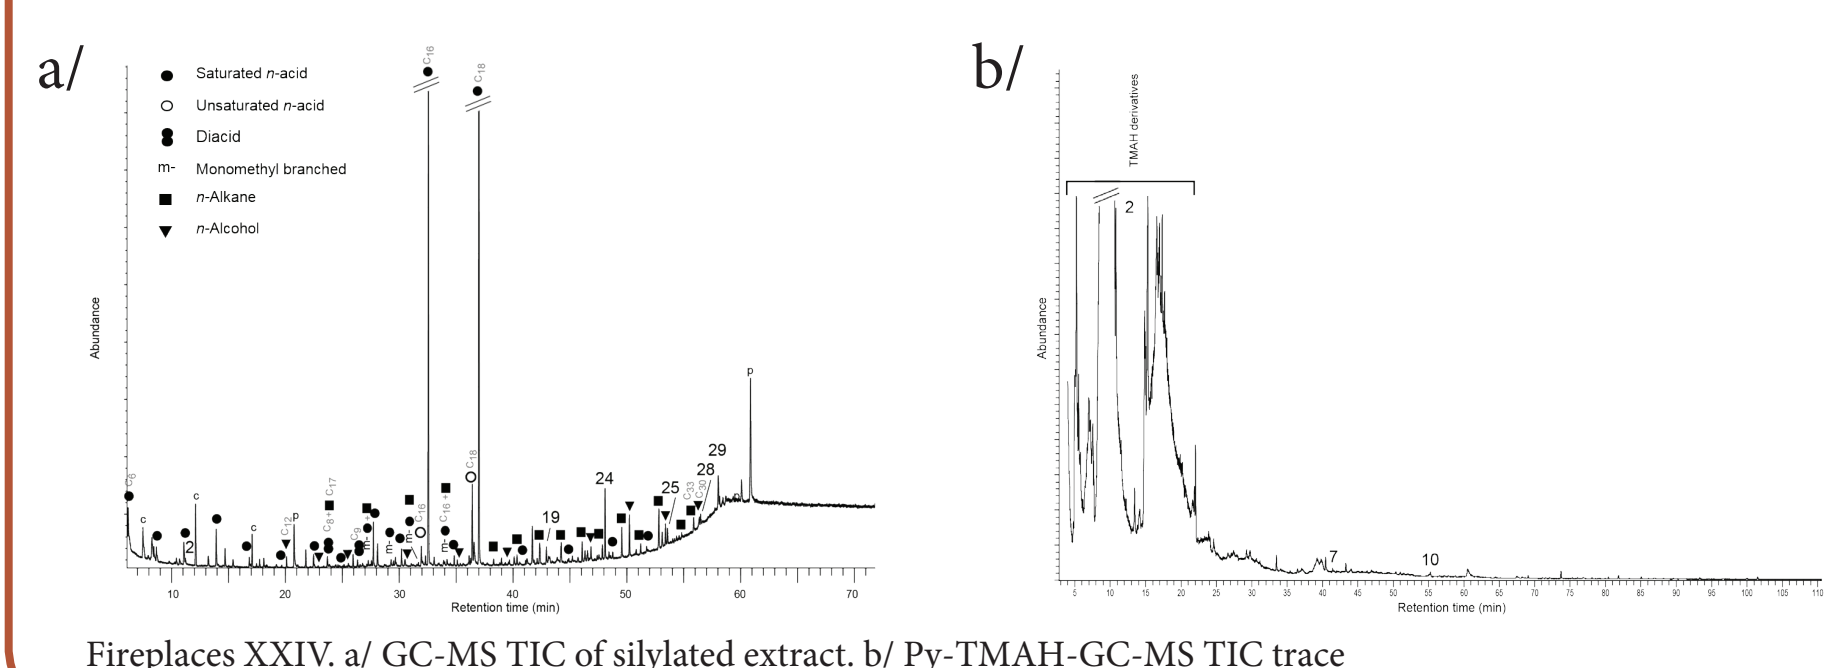 a/
Saturated n-acid
Unsaturated n-acid
Diacid
m- Monomethyl branched
n-Alkane
n-Alcohol
Abundance
C16
C18
C6
c
2
c
c
C12
p
C8+ C17
C9
m-
+
m-
m-
C16
C16 +
m-
C18
19
24
25
C33
C30
28
29
p
p
10 20 30 40 50 60 70
Retention time (min)
b/
TMAH derivatives
2
Abundance
7
10
5 10 15 20 25 30 35 40 45 50 55 60 65 70 75 80 85 90 95 100 105 110
Retention time (min)
Fireplaces XXIV. a/ GC-MS TIC of silylated extract. b/ Py-TMAH-GC-MS TIC trace